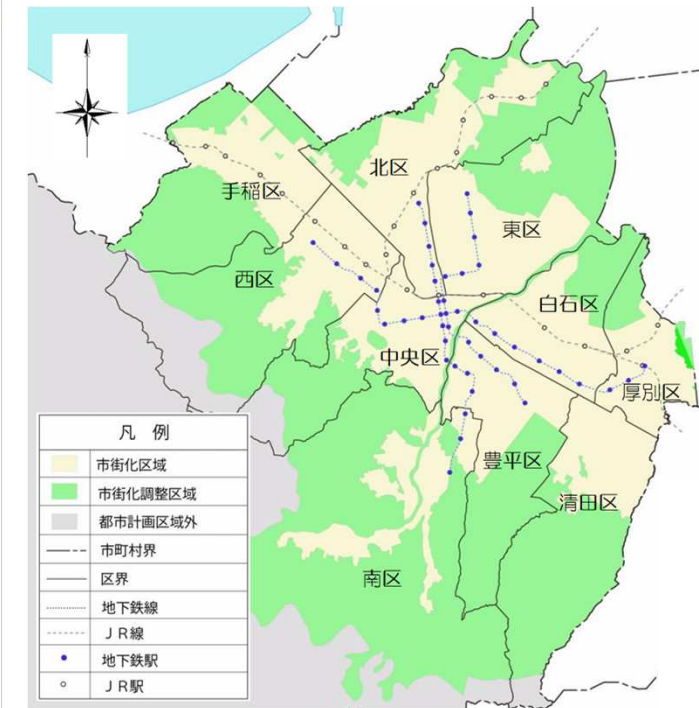 北区
手稲区
東区
西区
白石区
中央区
厚別区
豊平区
清田区
南区
凡 例
市街化区域
市街化調整区域
都市計画区域外
市町村界
区界
地下鉄線
ＪＲ線
地下鉄駅
ＪＲ駅